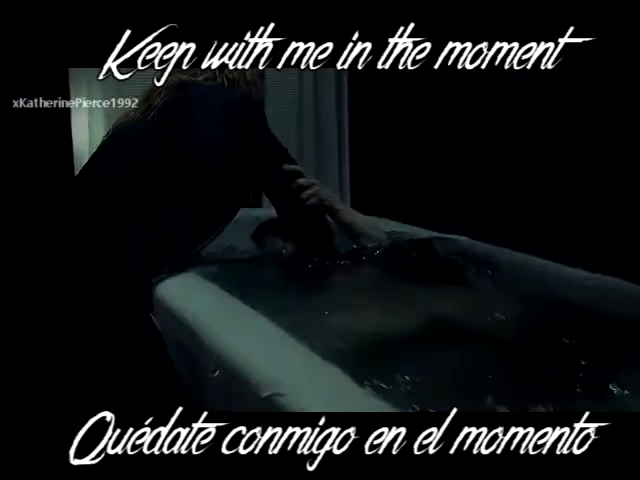 Keep with me in the moment
xKatherinePierce1992
Quédate conmigo en el momento